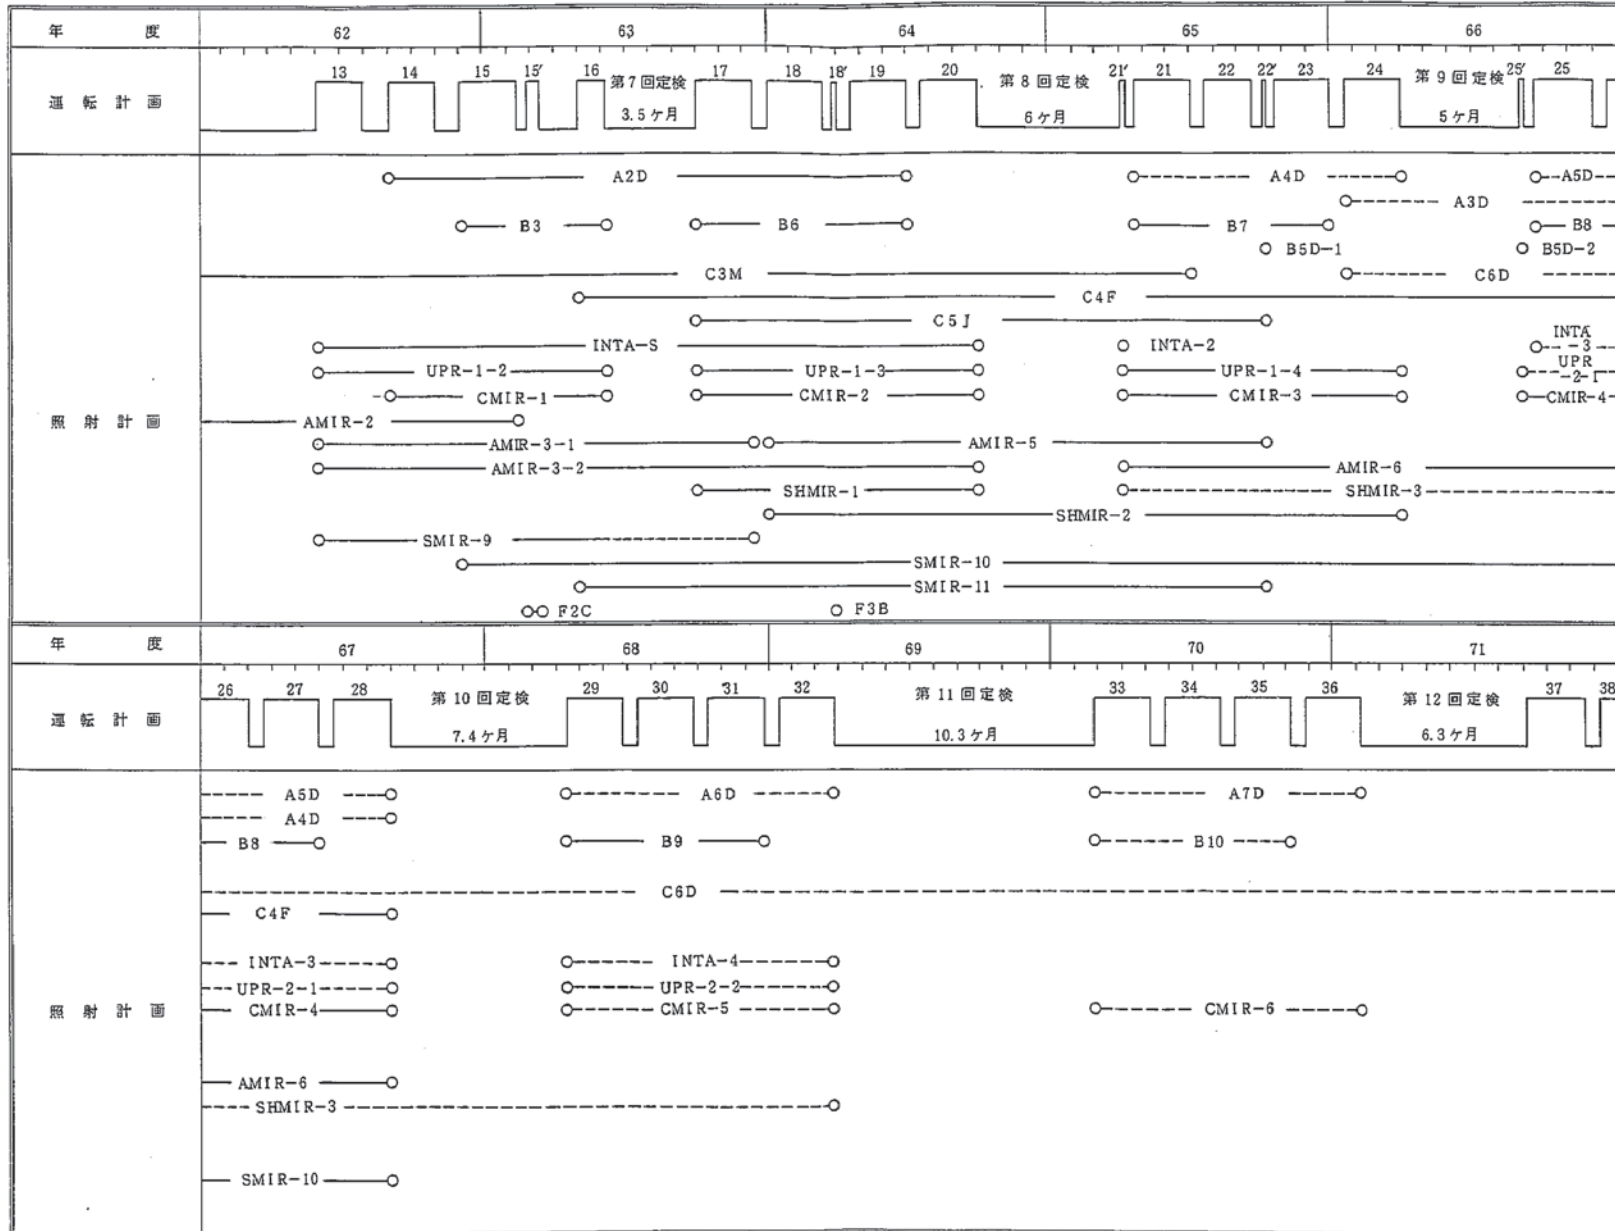 年 度 62 63 64 65 66
13 14 15 15′ 16 17 18 18′ 19 20 21′ 21 22 22′ 23 24 25′ 25
運転計画 第7回定検 第8回定検 第9回定検
3.5ケ月 6ケ月 5ケ月
照射計画
A2D A4D A5D
A3D
B3 B6 B7 B8
B5D-1 B5D-2
C3M C6D
C4F
C5J
INTA-S INTA-2 INTA-3
UPR-1-2 UPR-1-3 UPR-1-4 UPR-2-1
CMIR-1 CMIR-2 CMIR-3 CMIR-4
AMIR-2
AMIR-3-1 AMIR-5
AMIR-3-2 AMIR-6
SHMIR-1 SHMIR-3
SHMIR-2
SMIR-9
SMIR-10
SMIR-11
F2C F3B
年 度 67 68 69 70 71
26 27 28 29 30 31 32 33 34 35 36 37 38
運転計画 第10回定検 第11回定検 第12回定検
7.4ケ月 10.3ケ月 6.3ケ月
照射計画
A5D A6D A7D
A4D
B8 B9 B10
C6D
C4F
INTA-3 INTA-4
UPR-2-1 UPR-2-2
CMIR-4 CMIR-5 CMIR-6
AMIR-6
SHMIR-3
SMIR-10